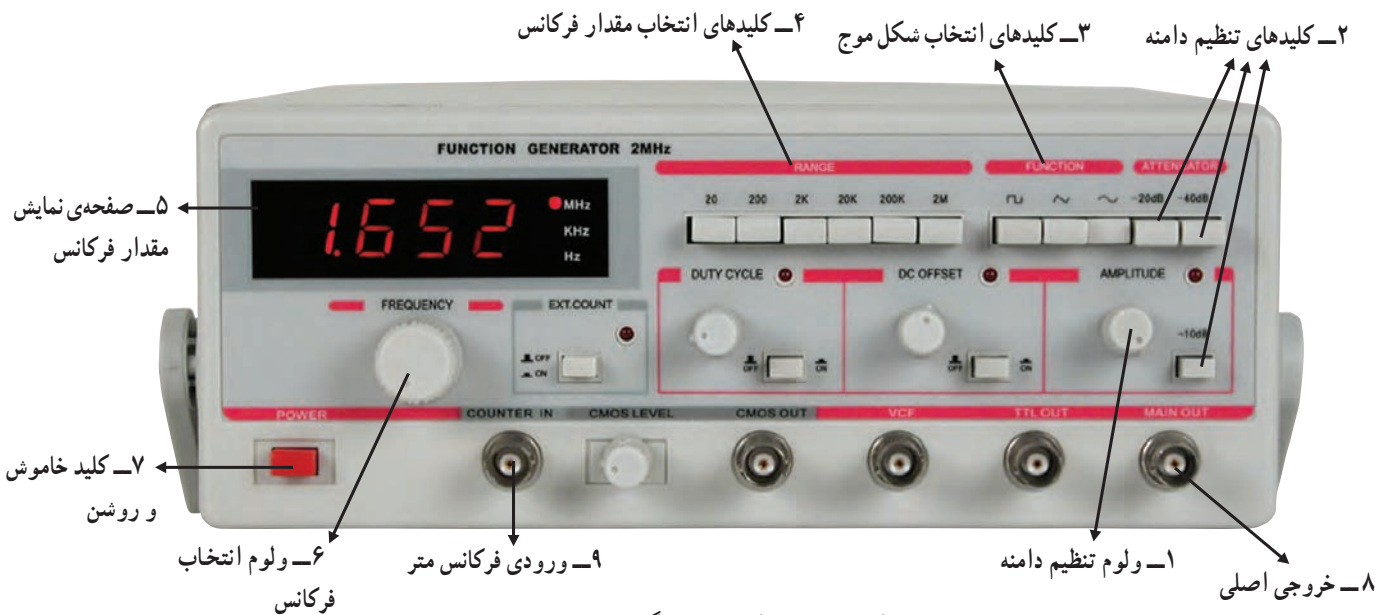 ۴ــ کلیدهای انتخاب مقدار فرکانس
۳ــ کلیدهای انتخاب شکل موج
۲ــ کلیدهای تنظیم دامنه
FUNCTION GENERATOR 2MHz
RANGE
FUNCTION
ATTENUATOR
20 200 2K 20K 200K 2M
-20dB -40dB
۵ــ صفحه‌ی نمایش
مقدار فرکانس
1.652
MHz
KHz
Hz
DUTY CYCLE
DC OFFSET
AMPLITUDE
FREQUENCY
EXT.COUNT
-10dB
OFF
ON
OFF
ON
OFF
ON
POWER
COUNTER IN
CMOS LEVEL
CMOS OUT
VCF
TTL OUT
MAIN OUT
۷ــ کلید خاموش
و روشن
۶ــ ولوم انتخاب
فرکانس
۹ــ ورودی فرکانس متر
۱ــ ولوم تنظیم دامنه
۸ــ خروجی اصلی